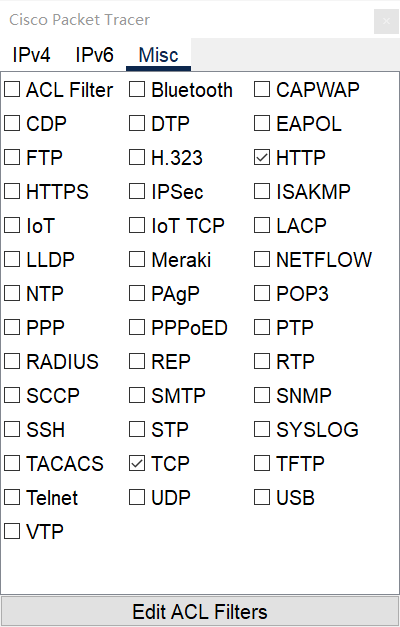 Cisco Packet Tracer
IPv4 IPv6 Misc
ACL Filter Bluetooth CAPWAP
CDP DTP EAPOL
FTP H.323 HTTP
HTTPS IPSec ISAKMP
IoT IoT TCP LACP
LLDP Meraki NETFLOW
NTP PAgP POP3
PPP PPPoED PTP
RADIUS REP RTP
SCCP SMTP SNMP
SSH STP SYSLOG
TACACS TCP TFTP
Telnet UDP USB
VTP
Edit ACL Filters